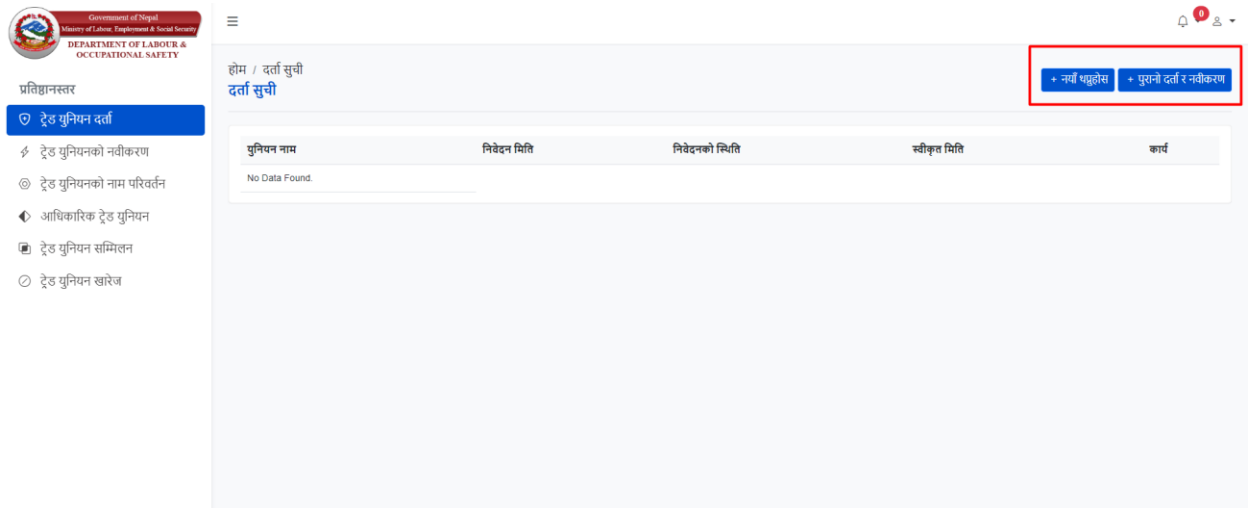 Government of Nepal
Ministry of Labour, Employment & Social Security
DEPARTMENT OF LABOUR &
OCCUPATIONAL SAFETY
0
प्रतिष्ठानस्तर
ट्रेड युनियन दर्ता
ट्रेड युनियनको नवीकरण
ट्रेड युनियनको नाम परिवर्तन
आधिकारिक ट्रेड युनियन
ट्रेड युनियन सम्मिलन
ट्रेड युनियन खारेज
होम / दर्ता सुची
दर्ता सुची
+ नयाँ थप्नुहोस
+ पुरानो दर्ता र नवीकरण
युनियन नाम निवेदन मिति निवेदनको स्थिति स्वीकृत मिति कार्य
No Data Found.